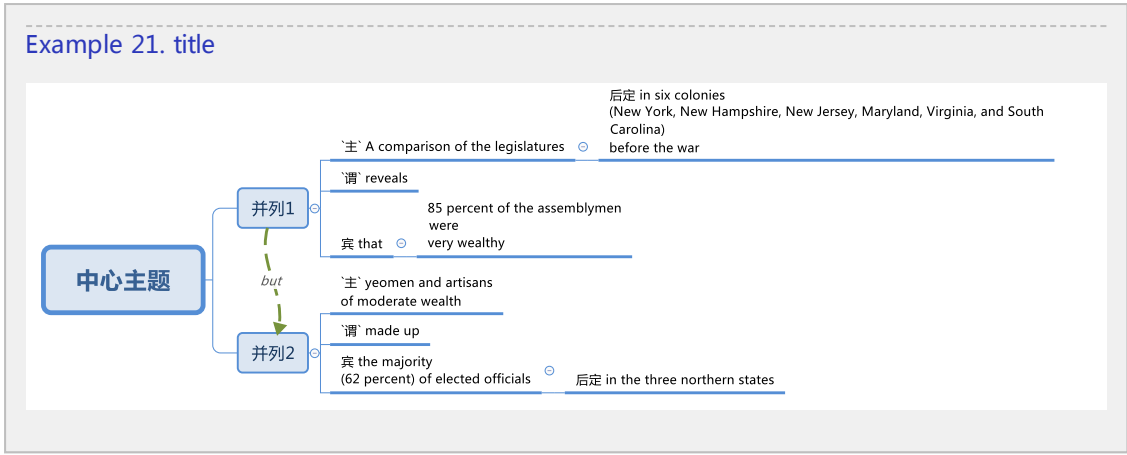 Example 21. title
中心主题
并列1
`主` A comparison of the legislatures
后定 in six colonies
(New York, New Hampshire, New Jersey, Maryland, Virginia, and South
Carolina)
before the war
`谓` reveals
宾 that
85 percent of the assemblymen
were
very wealthy
but
并列2
`主` yeomen and artisans
of moderate wealth
`谓` made up
宾 the majority
(62 percent) of elected officials
后定 in the three northern states